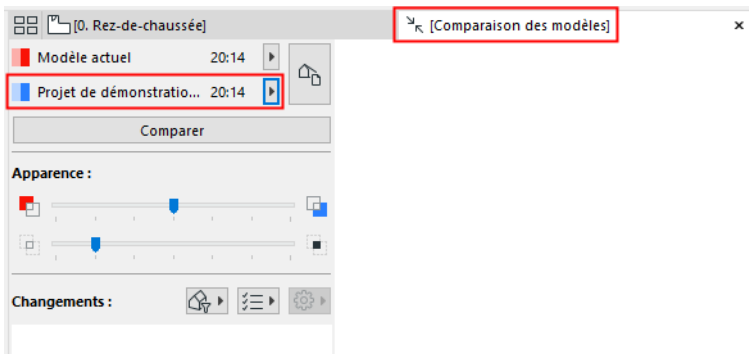 [0. Rez-de-chaussée]
[Comparaison des modèles]
Modèle actuel 20:14
Projet de démonstratio... 20:14
Comparer
Apparence :
Changements :